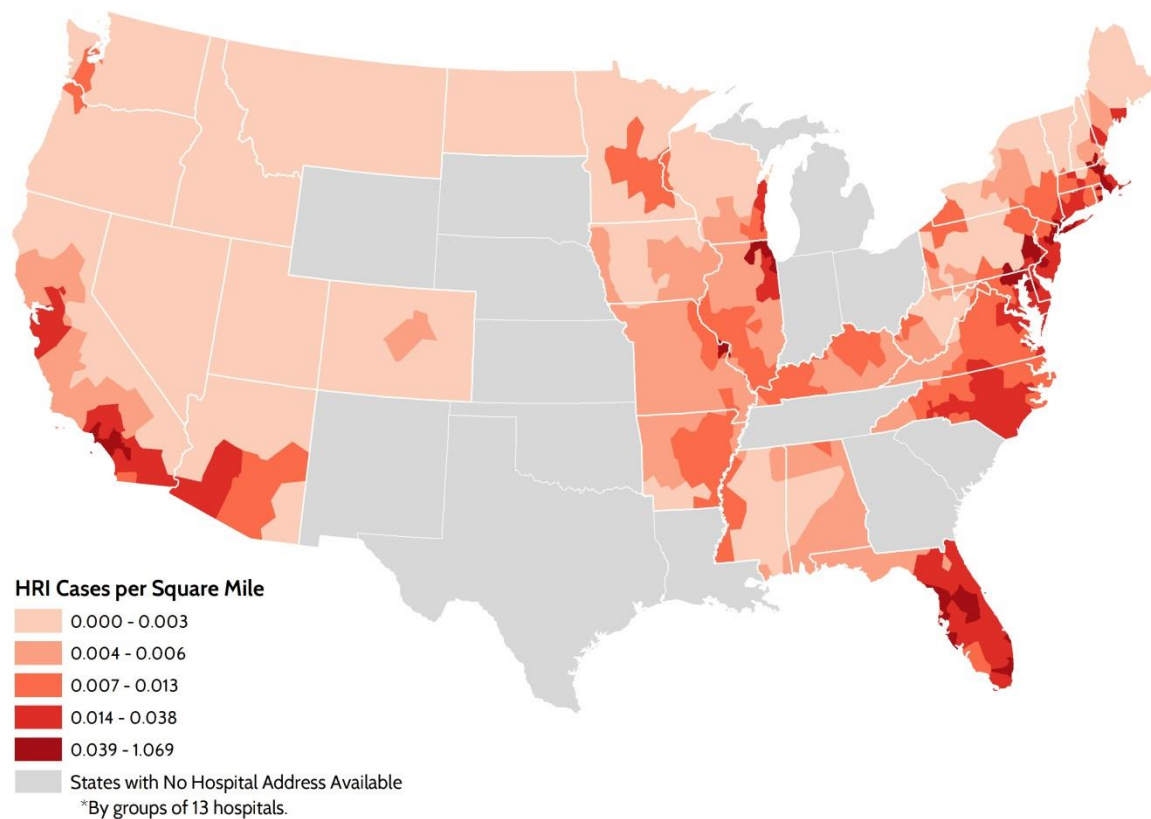 HRI Cases per Square Mile
0.000 - 0.003
0.004 - 0.006
0.007 - 0.013
0.014 - 0.038
0.039 - 1.069
States with No Hospital Address Available
*By groups of 13 hospitals.